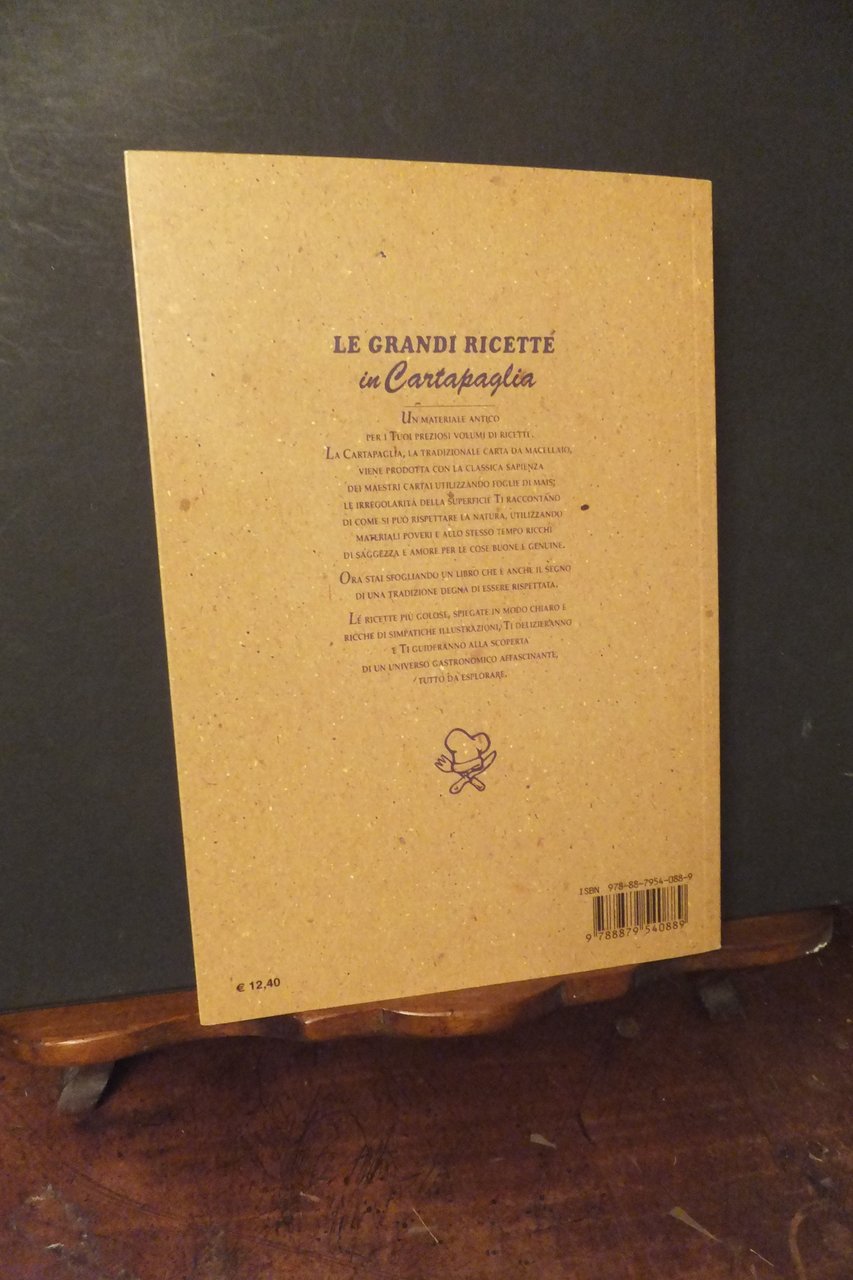 LE GRANDI RICETTE
in Cartapaglia
UN MATERIALE ANTICO
PER I TUOI PREZIOSI VOLUMI DI RICETTE.
LA CARTAPAGLIA, LA TRADIZIONALE CARTA DA MACELLAIO,
VIENE PRODOTTA CON LA CLASSICA SAPIENZA
DEI MAESTRI CARTAI UTILIZZANDO FOGLIE DI MAIS;
LE IRREGOLARITÀ DELLA SUPERFICIE TI RACCONTANO
DI COME SI PUÒ RISPETTARE LA NATURA, UTILIZZANDO
MATERIALI POVERI E ALLO STESSO TEMPO RICCHI
DI SAGGEZZA E AMORE PER LE COSE BUONE E GENUINE.
ORA STAI SFOGLIANDO UN LIBRO CHE È ANCHE IL SEGNO
DI UNA TRADIZIONE DEGNA DI ESSERE RISPETTATA.
LE RICETTE PIÙ GOLOSE, SPIEGATE IN MODO CHIARO E
RICCHE DI SIMPATICHE ILLUSTRAZIONI, TI DELIZIERANNO
E TI GUIDERANNO ALLA SCOPERTA
DI UN UNIVERSO GASTRONOMICO AFFASCINANTE,
TUTTO DA ESPLORARE.
ISBN 978-88-7954-088-9
9 788879 540889
€ 12,40